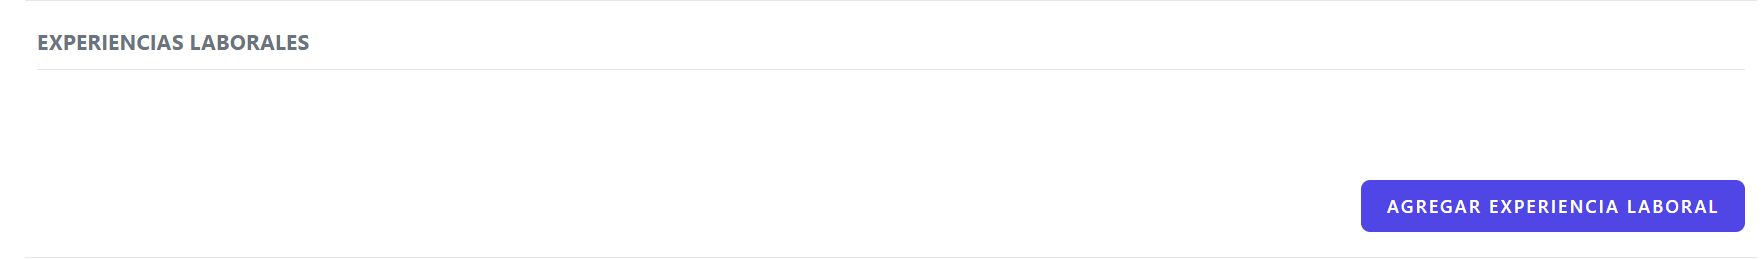 EXPERIENCIAS LABORALES
AGREGAR EXPERIENCIA LABORAL